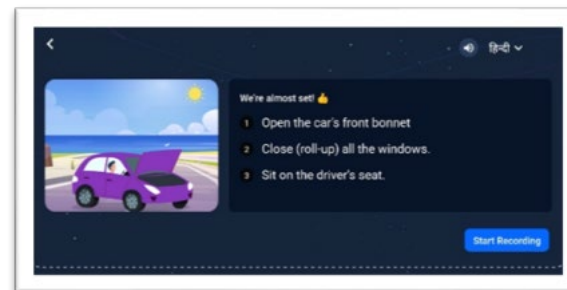 हिन्दी
We're almost set! 👍
1 Open the car's front bonnet
2 Close (roll-up) all the windows.
3 Sit on the driver's seat.
Start Recording